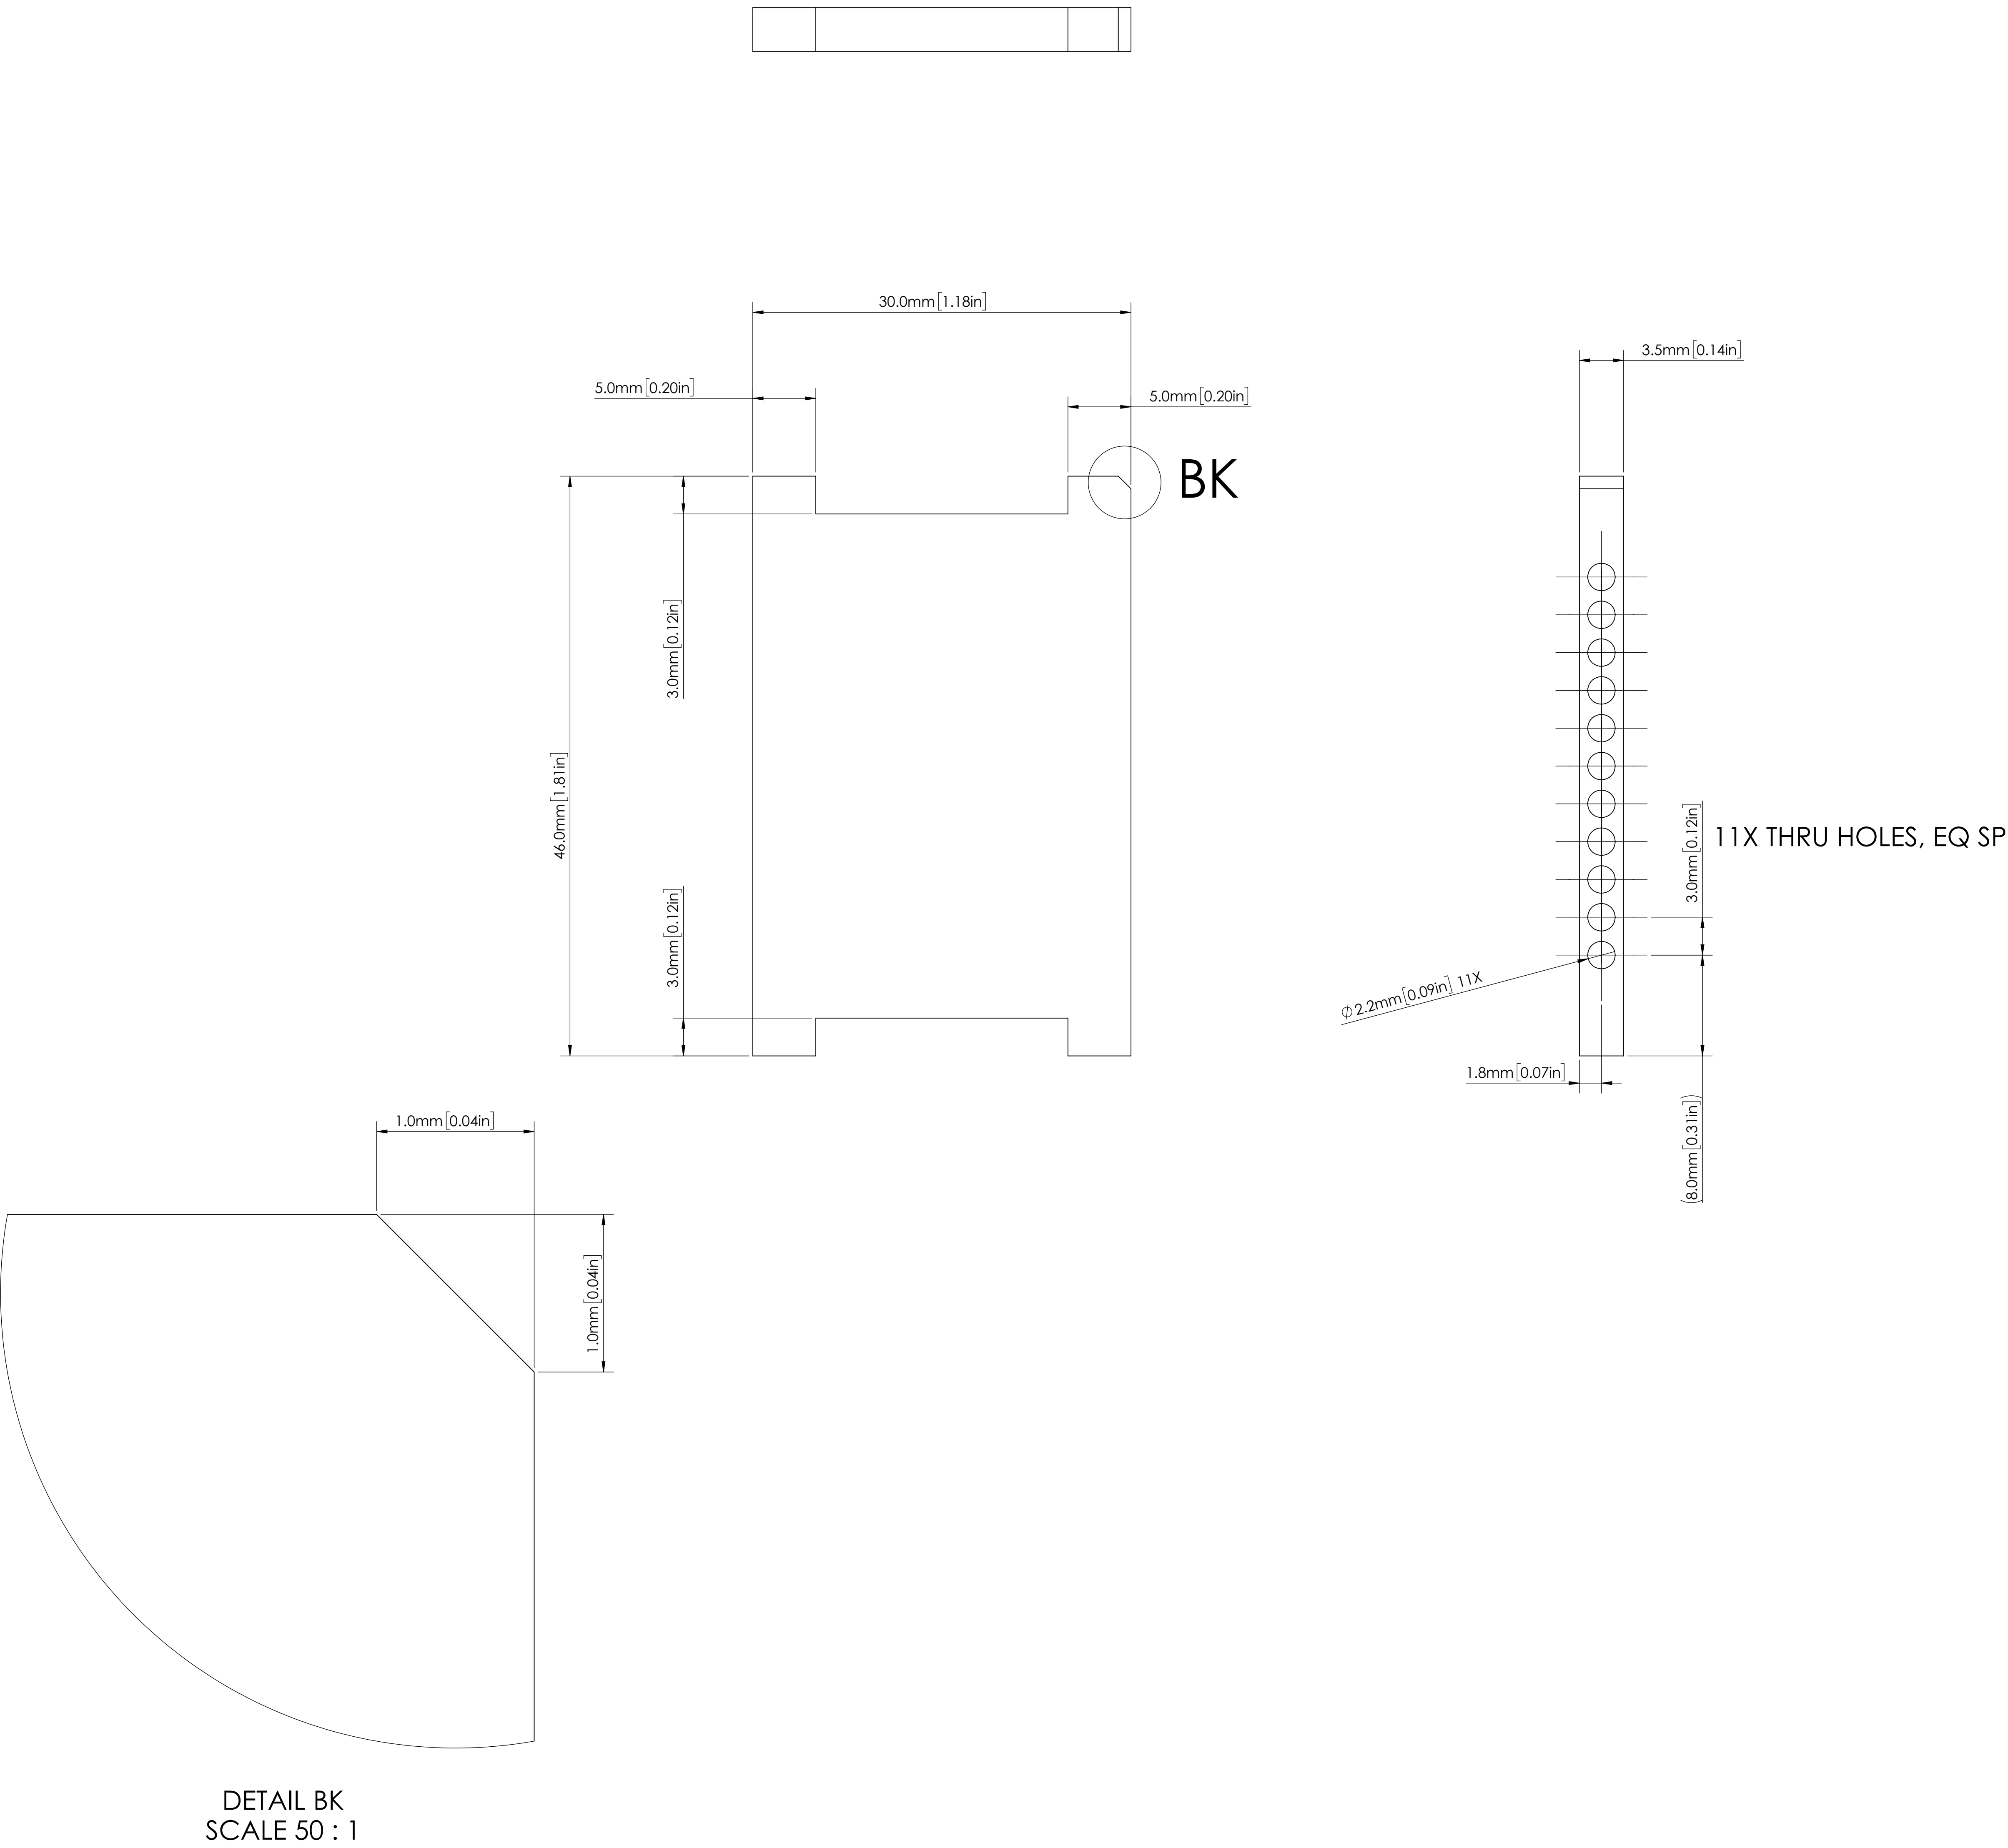 30.0mm[1.18in]
3.5mm[0.14in]
5.0mm[0.20in]
5.0mm[0.20in]
BK
3.0mm[0.12in]
46.0mm[1.81in]
3.0mm[0.12in]
11X THRU HOLES, EQ SP
3.0mm[0.12in]
⌀2.2mm[0.09in] 11X
1.8mm[0.07in]
(8.0mm[0.31in])
1.0mm[0.04in]
1.0mm[0.04in]
DETAIL BK
SCALE 50 : 1